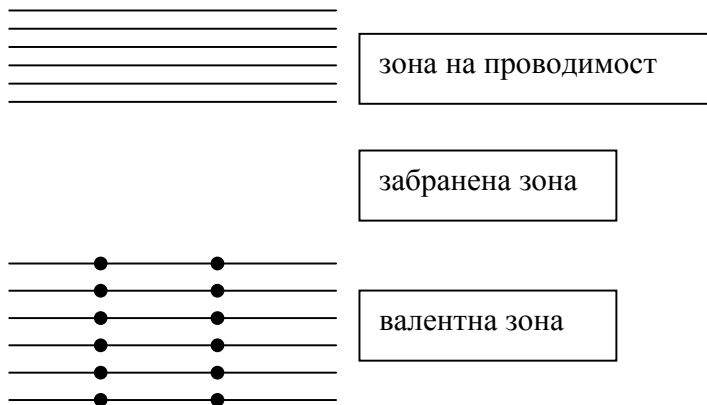 зона на проводимост
забранена зона
валентна зона